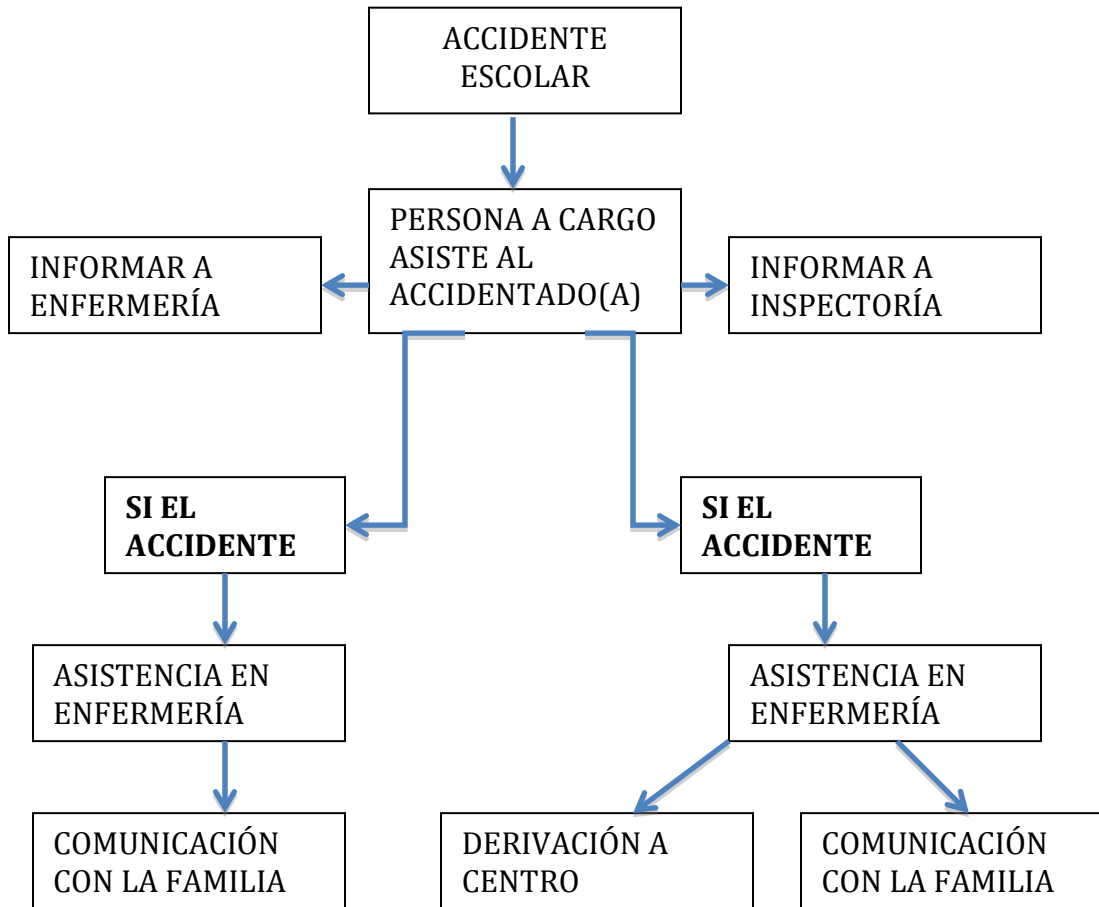 ACCIDENTE
ESCOLAR
PERSONA A CARGO
ASISTE AL
ACCIDENTADO(A)
INFORMAR A
ENFERMERÍA
INFORMAR A
INSPECTORÍA
SI EL
ACCIDENTE
SI EL
ACCIDENTE
ASISTENCIA EN
ENFERMERÍA
ASISTENCIA EN
ENFERMERÍA
COMUNICACIÓN
CON LA FAMILIA
DERIVACIÓN A
CENTRO
COMUNICACIÓN
CON LA FAMILIA